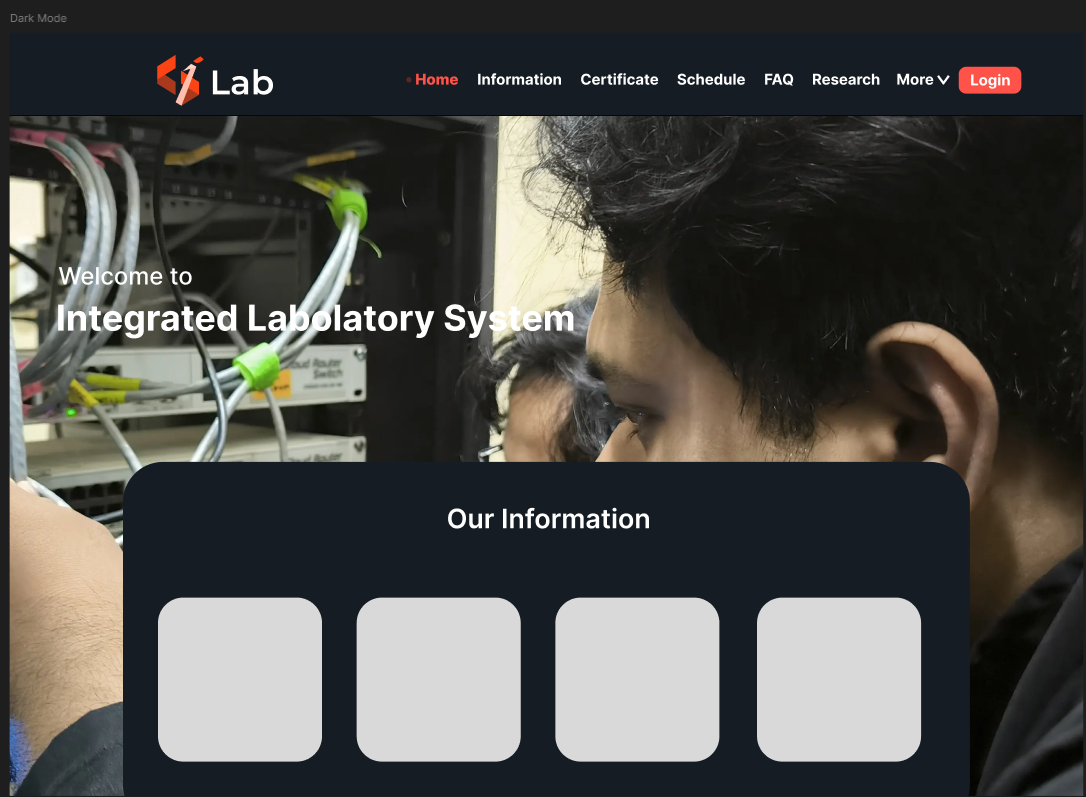 Dark Mode
Lab
Home Information Certificate Schedule FAQ Research More Login
Welcome to
Integrated Labolatory System
Cloud Router
Switch
Our Information